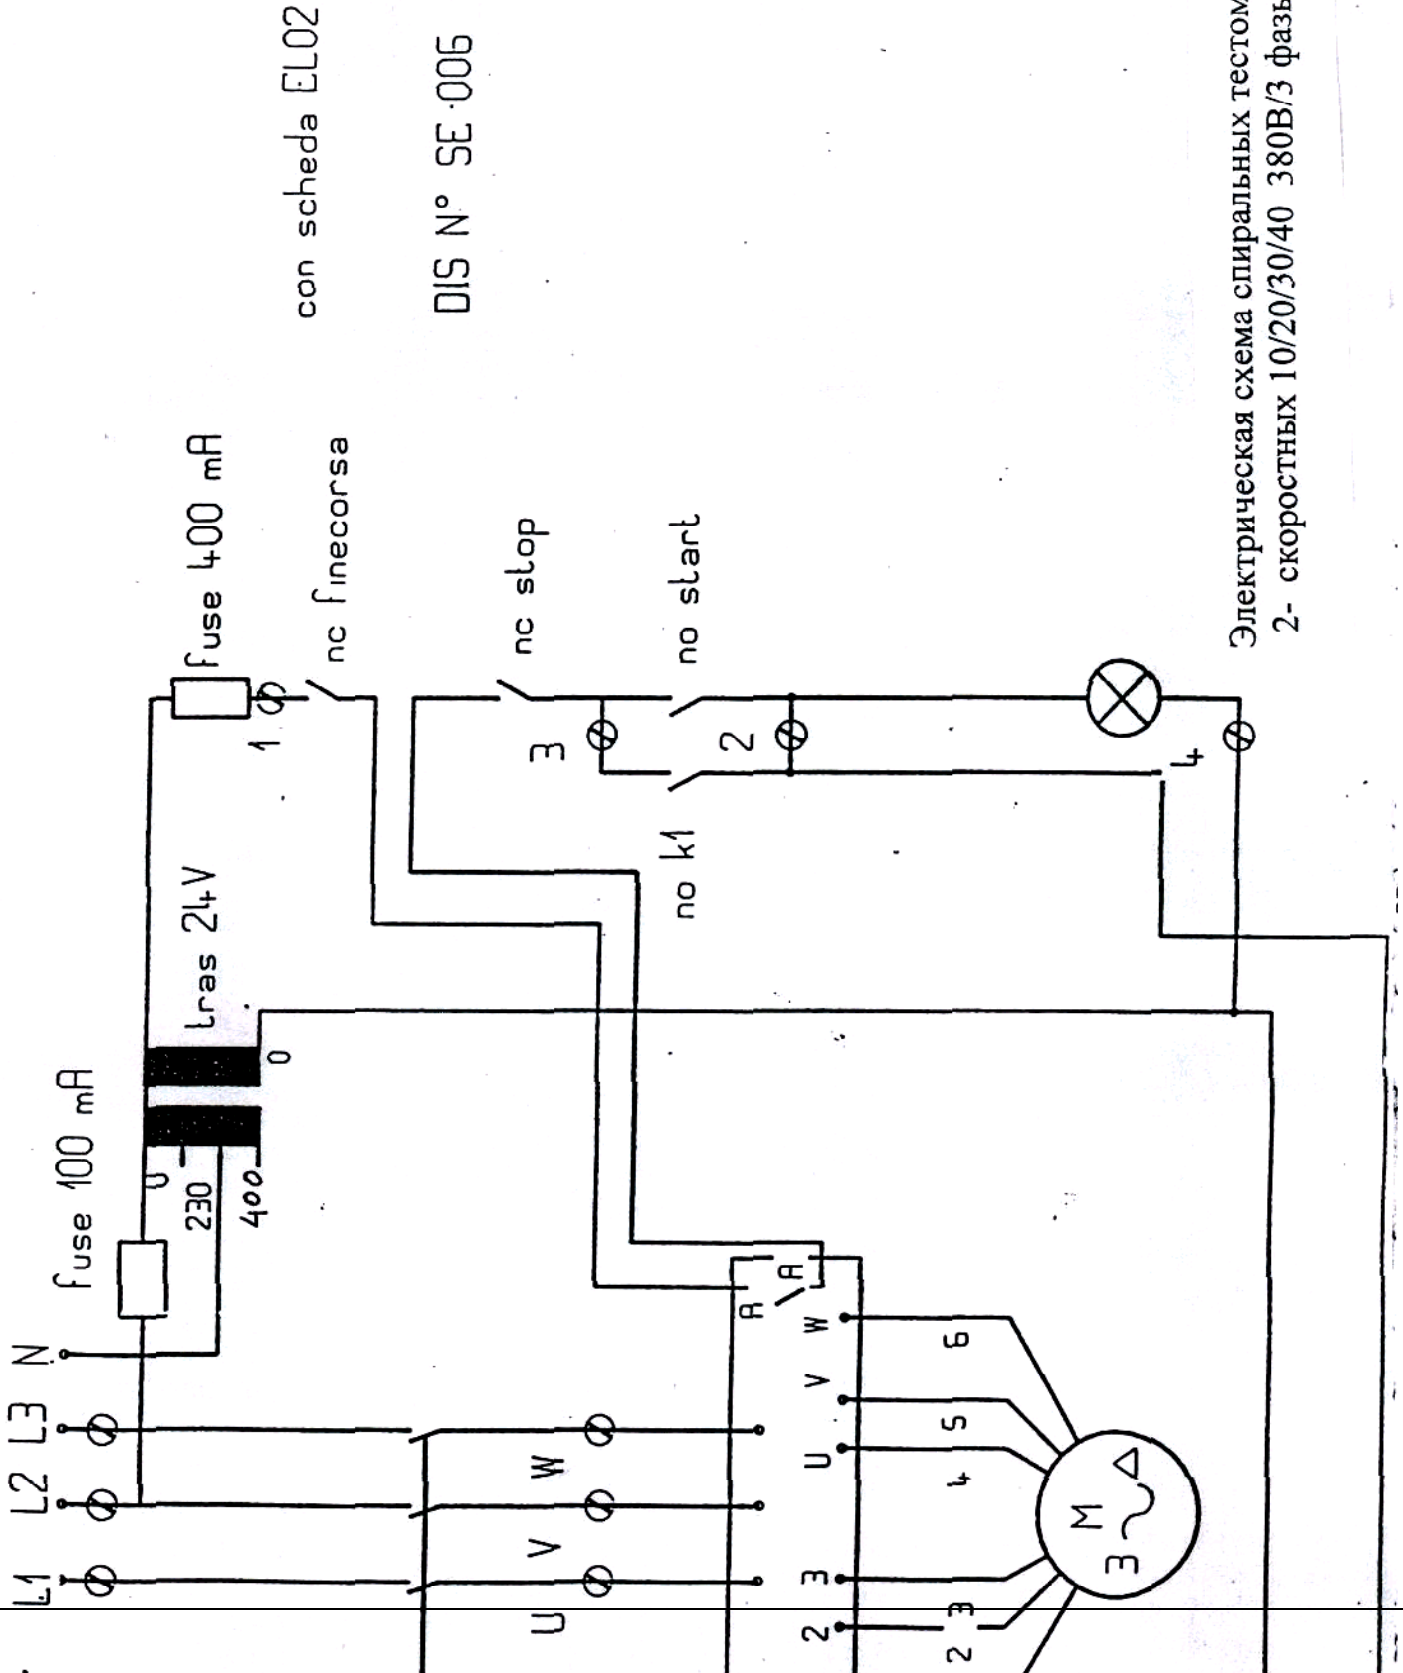 con scheda EL02
DIS N° SE·006
fuse 400 mA
nc finecorsa
nc stop
no start
1
3
2
4
no k1
tras 24V
0
fuse 100 mA
0
230
400
L1 L2 L3 N
U V W
A A
2 3 U V W
2 3 4 5 6
M
3 ~ Δ
Электрическая схема спиральных тестом
2- скоростных 10/20/30/40 380В/3 фазы